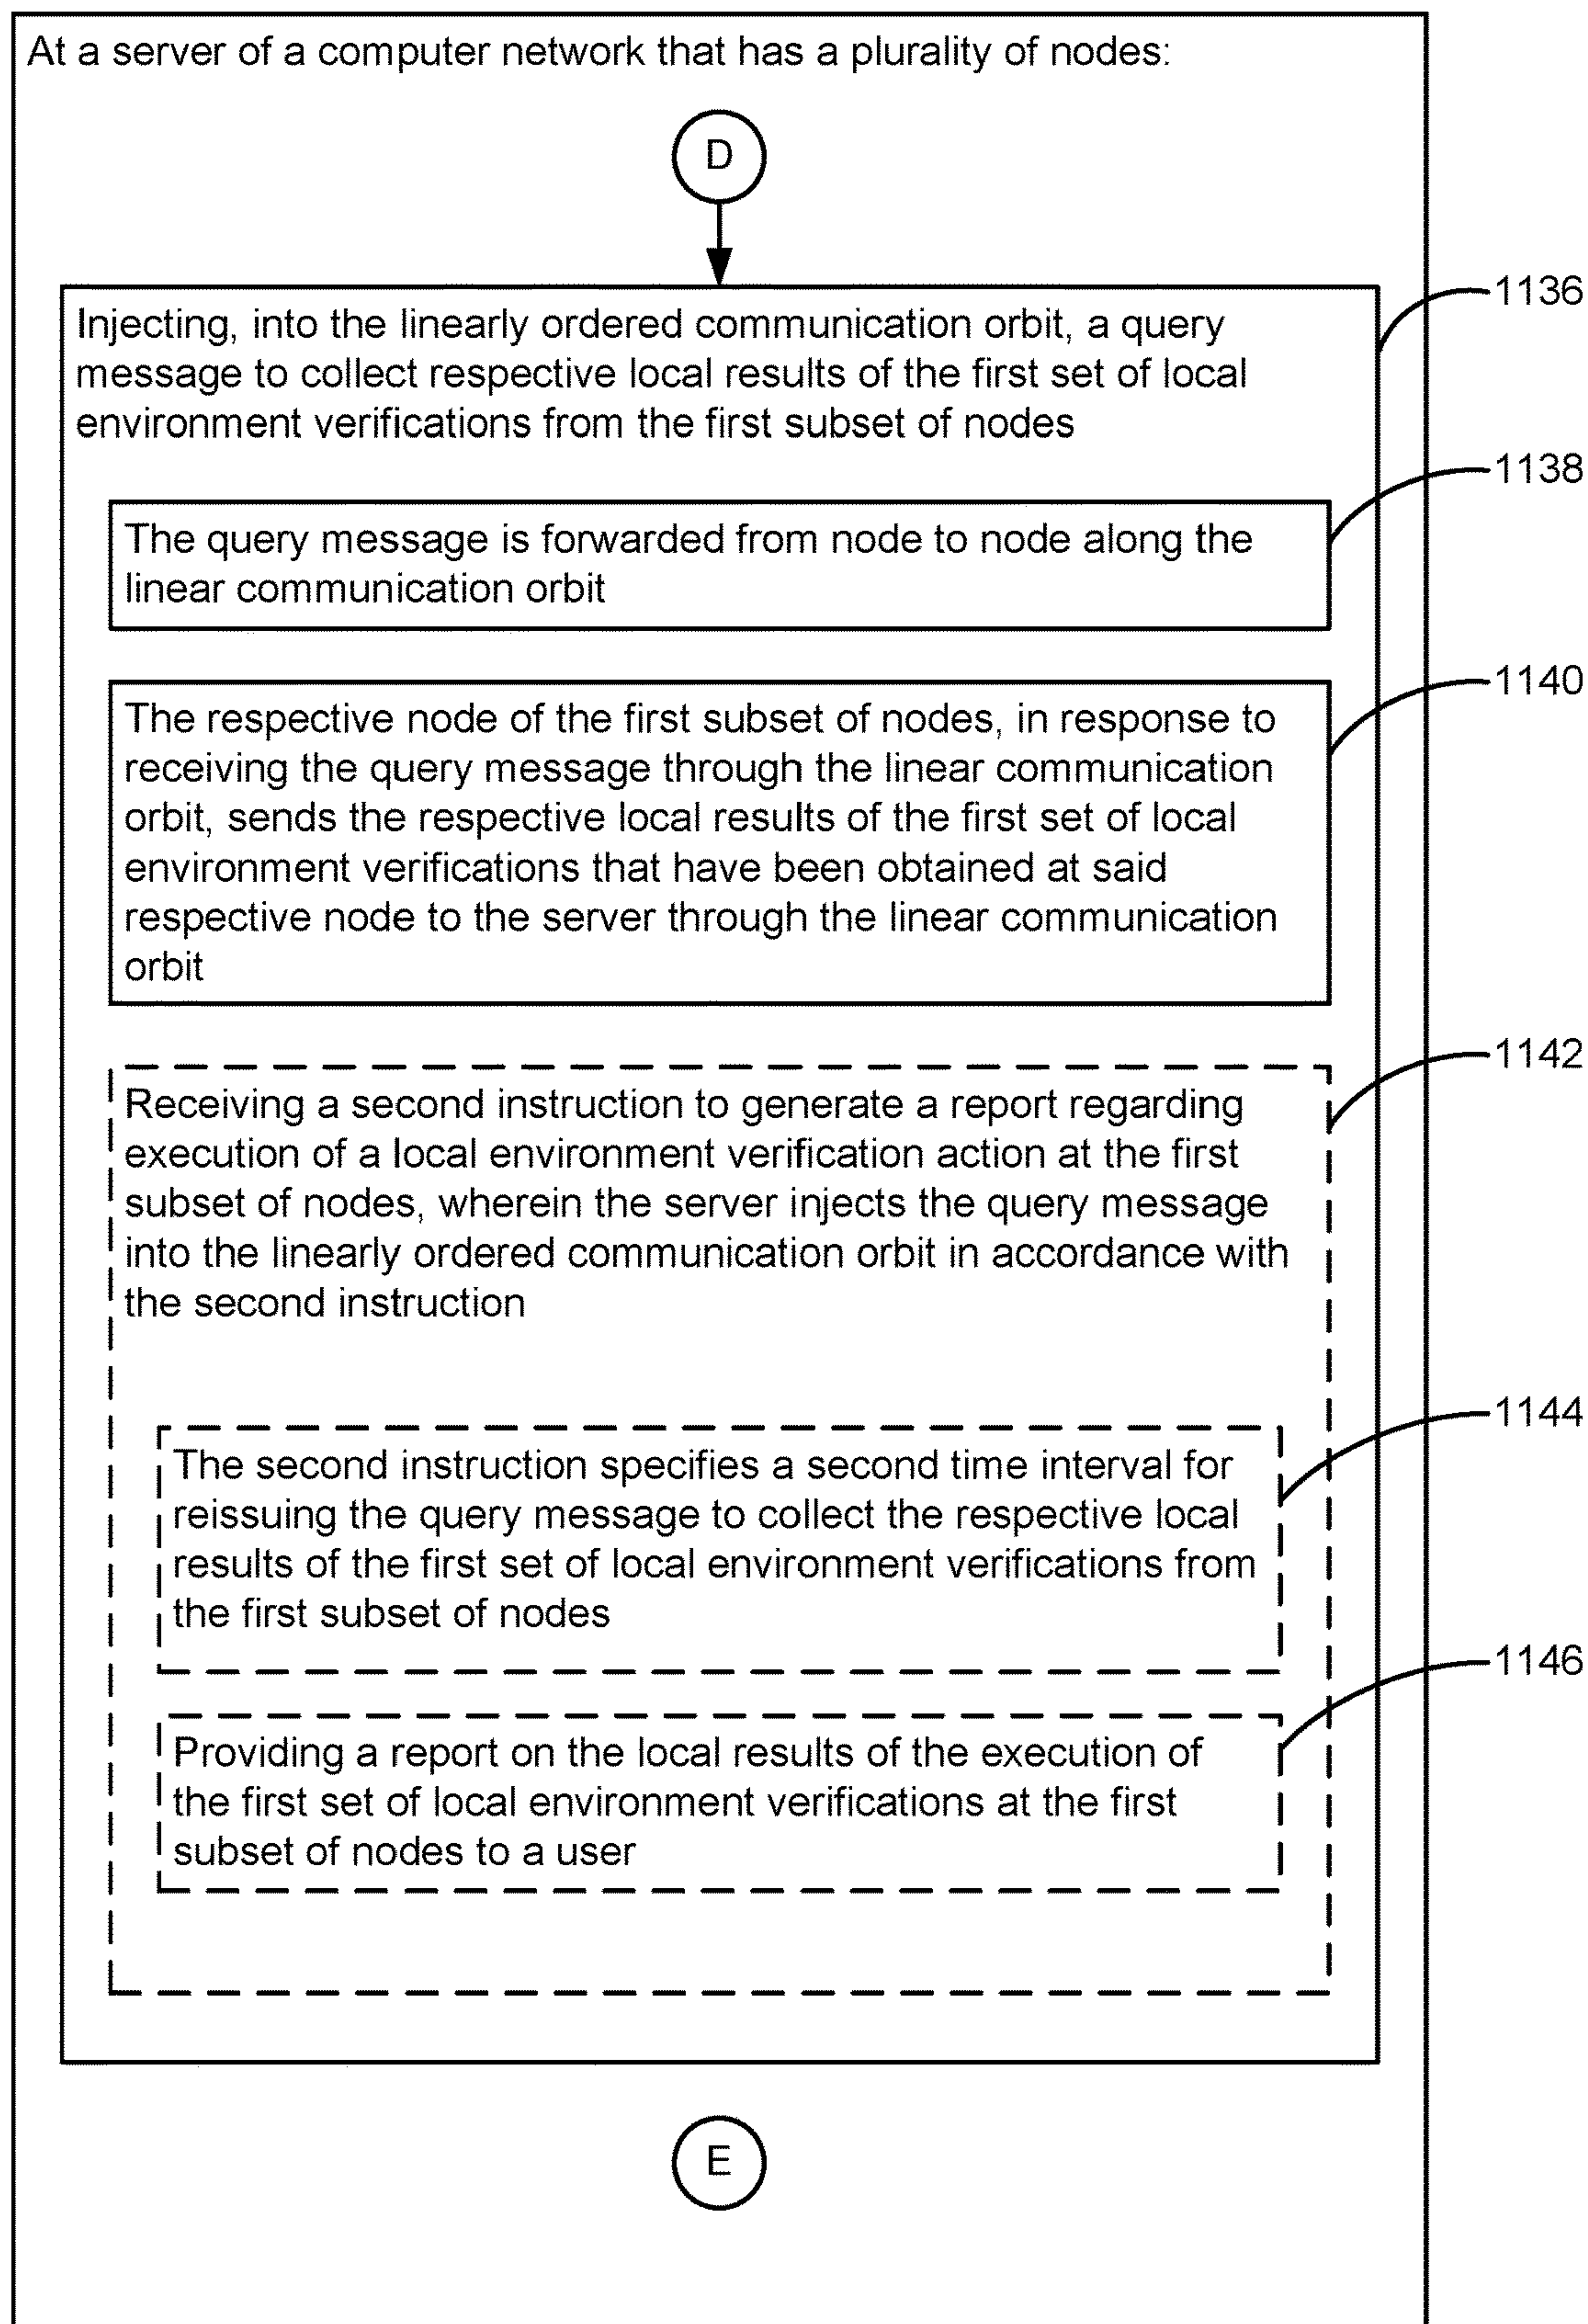 At a server of a computer network that has a plurality of nodes:
D
Injecting, into the linearly ordered communication orbit, a query
message to collect respective local results of the first set of local
environment verifications from the first subset of nodes
1136
The query message is forwarded from node to node along the
linear communication orbit
1138
The respective node of the first subset of nodes, in response to
receiving the query message through the linear communication
orbit, sends the respective local results of the first set of local
environment verifications that have been obtained at said
respective node to the server through the linear communication
orbit
1140
Receiving a second instruction to generate a report regarding
execution of a local environment verification action at the first
subset of nodes, wherein the server injects the query message
into the linearly ordered communication orbit in accordance with
the second instruction
1142
The second instruction specifies a second time interval for
reissuing the query message to collect the respective local
results of the first set of local environment verifications from
the first subset of nodes
1144
Providing a report on the local results of the execution of
the first set of local environment verifications at the first
subset of nodes to a user
1146
E